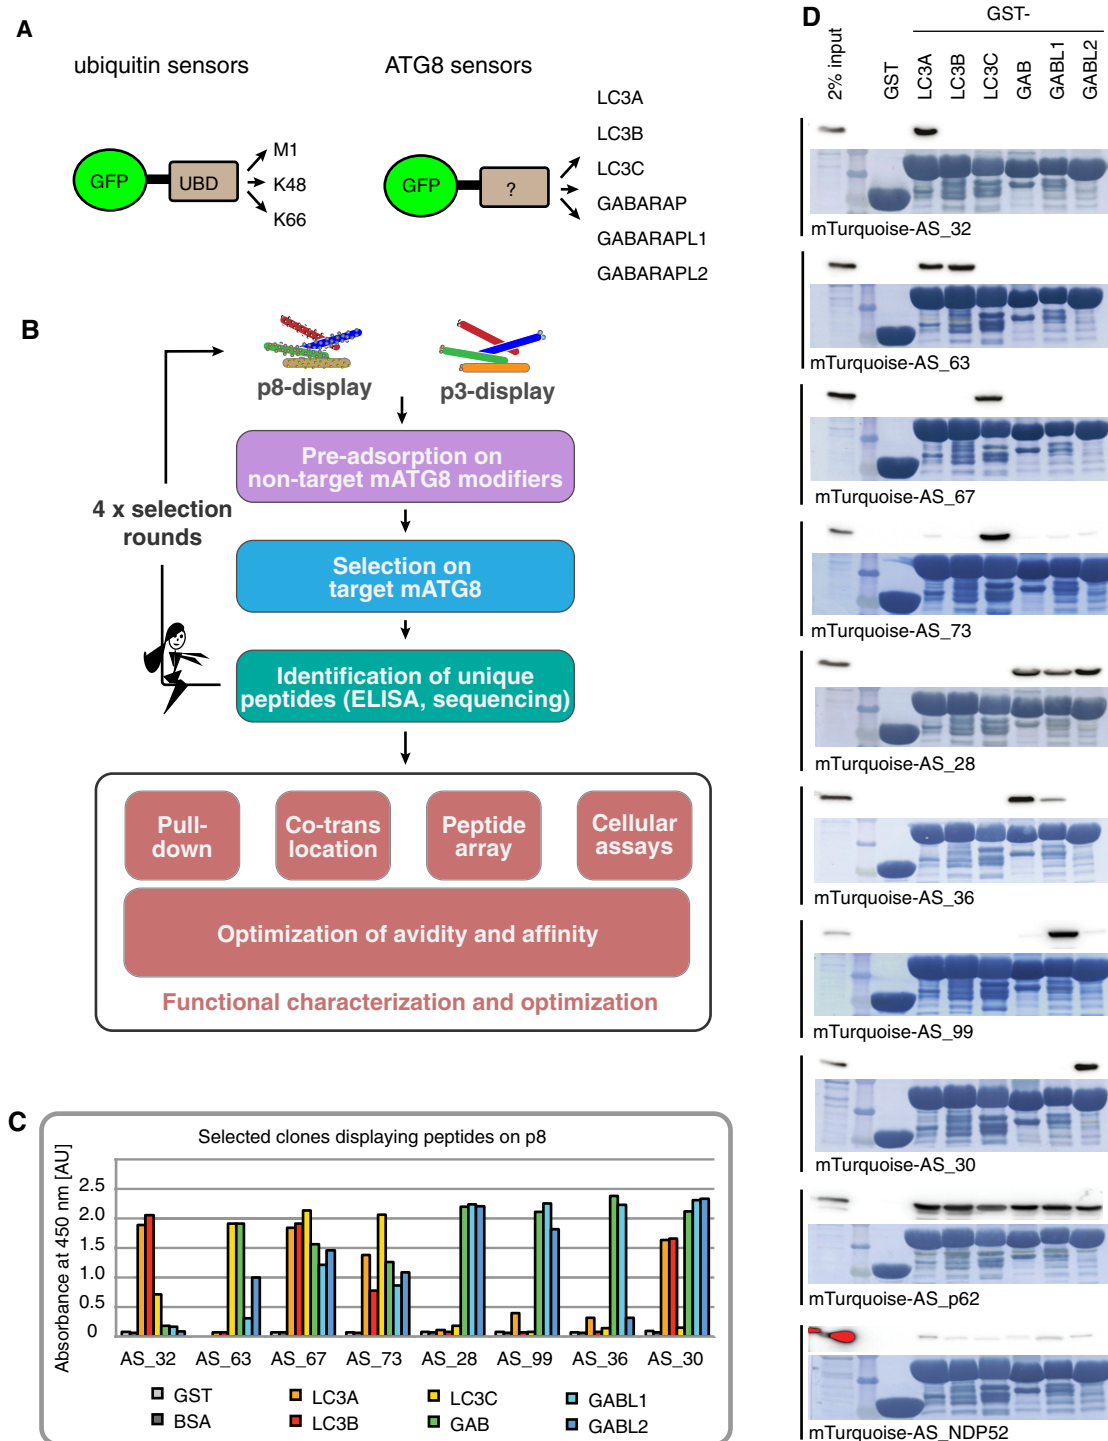 A
ubiquitin sensors
GFP
UBD
M1
K48
K66
ATG8 sensors
GFP
?
LC3A
LC3B
LC3C
GABARAP
GABARAPL1
GABARAPL2
B
p8-display
p3-display
Pre-adsorption on
non-target mATG8 modifiers
4 x selection
rounds
Selection on
target mATG8
Identification of unique
peptides (ELISA, sequencing)
Pull-
down
Co-trans
location
Peptide
array
Cellular
assays
Optimization of avidity and affinity
Functional characterization and optimization
C
Selected clones displaying peptides on p8
Absorbance at 450 nm [AU]
2.5
2.0
1.5
1.0
0.5
0
AS_32
AS_63
AS_67
AS_73
AS_28
AS_99
AS_36
AS_30
GST
LC3A
LC3C
GABL1
BSA
LC3B
GAB
GABL2
D
GST-
2% input
GST
LC3A
LC3B
LC3C
GAB
GABL1
GABL2
mTurquoise-AS_32
mTurquoise-AS_63
mTurquoise-AS_67
mTurquoise-AS_73
mTurquoise-AS_28
mTurquoise-AS_36
mTurquoise-AS_99
mTurquoise-AS_30
mTurquoise-AS_p62
mTurquoise-AS_NDP52